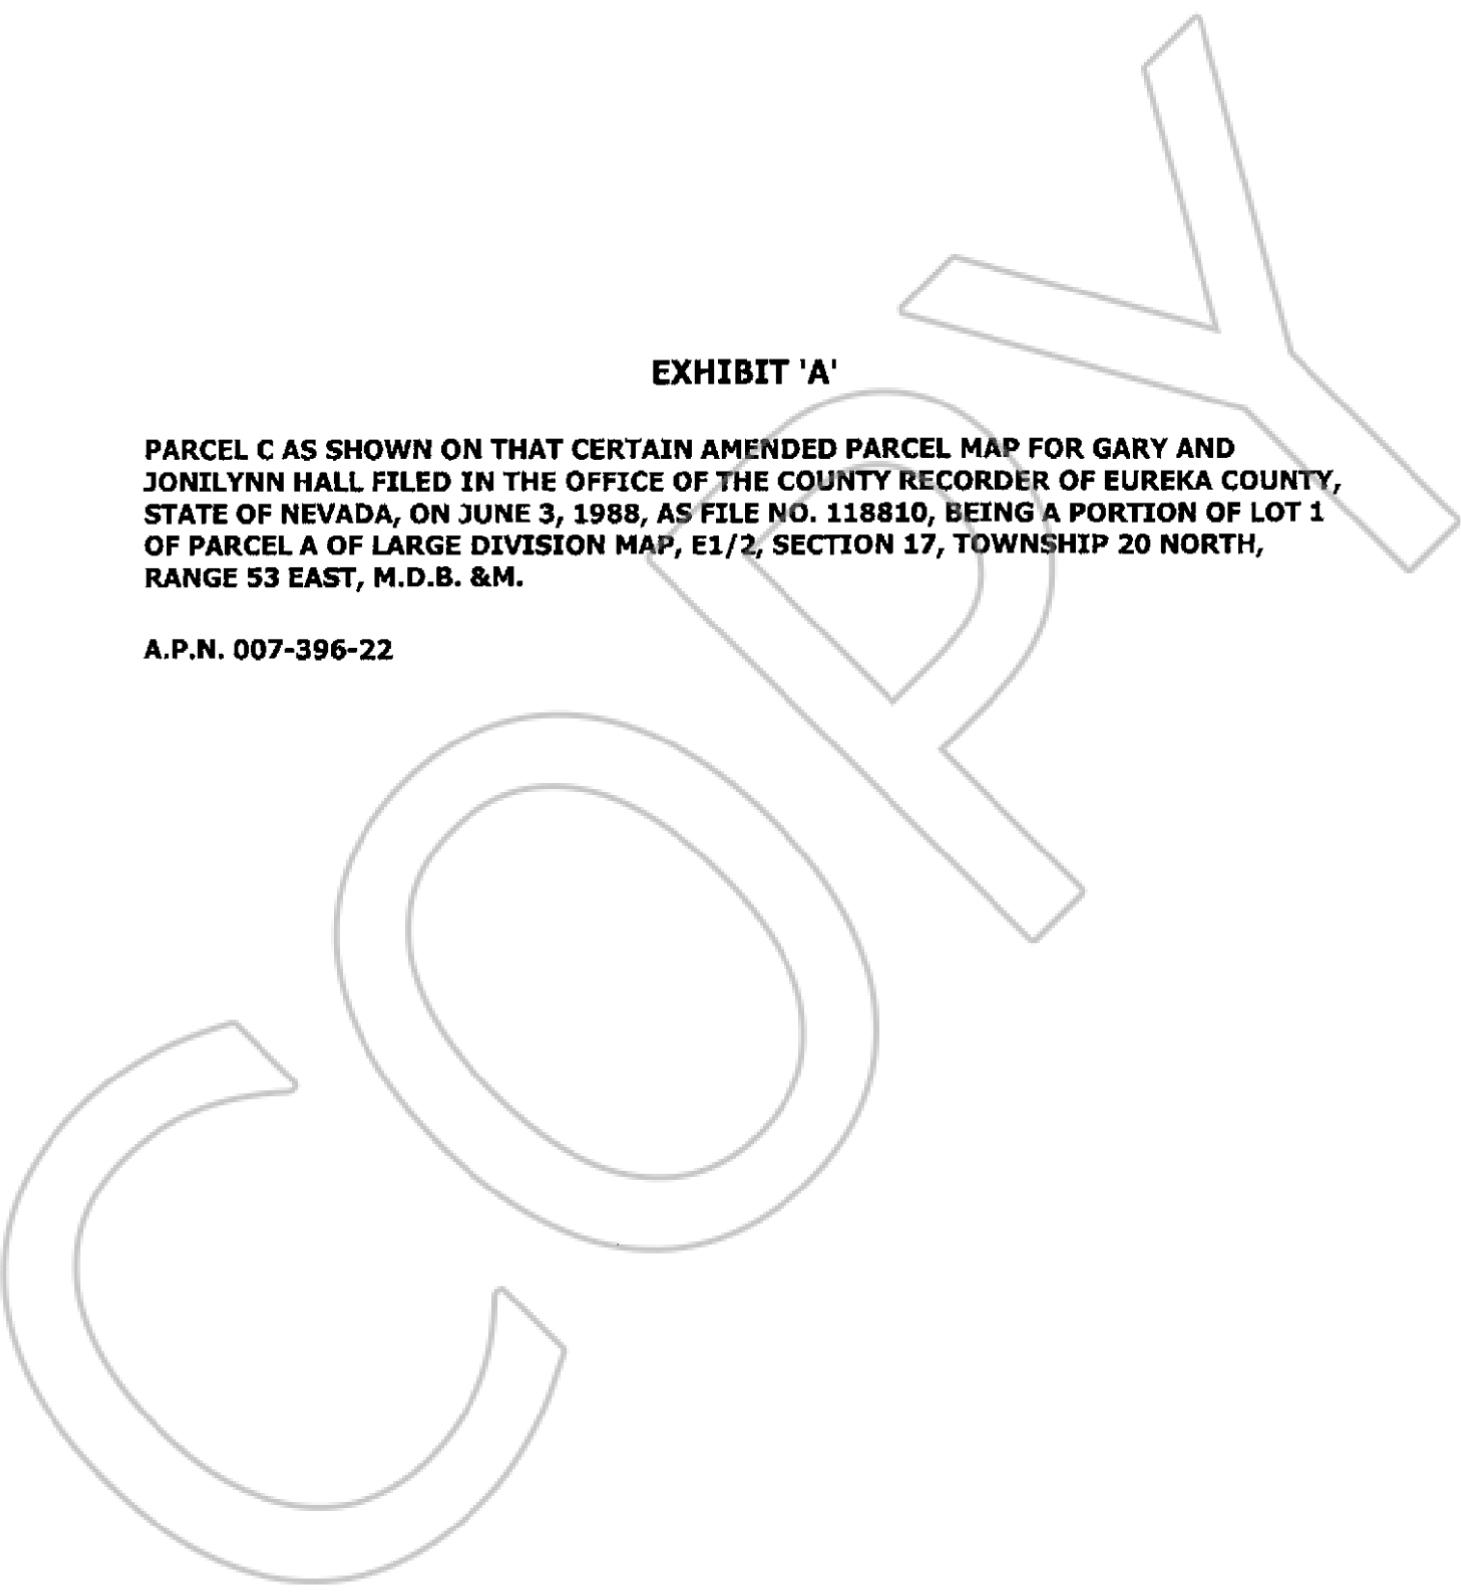 EXHIBIT 'A'
PARCEL C AS SHOWN ON THAT CERTAIN AMENDED PARCEL MAP FOR GARY AND
JONILYNN HALL FILED IN THE OFFICE OF THE COUNTY RECORDER OF EUREKA COUNTY,
STATE OF NEVADA, ON JUNE 3, 1988, AS FILE NO. 118810, BEING A PORTION OF LOT 1
OF PARCEL A OF LARGE DIVISION MAP, E1/2, SECTION 17, TOWNSHIP 20 NORTH,
RANGE 53 EAST, M.D.B. &M.
A.P.N. 007-396-22
COPY